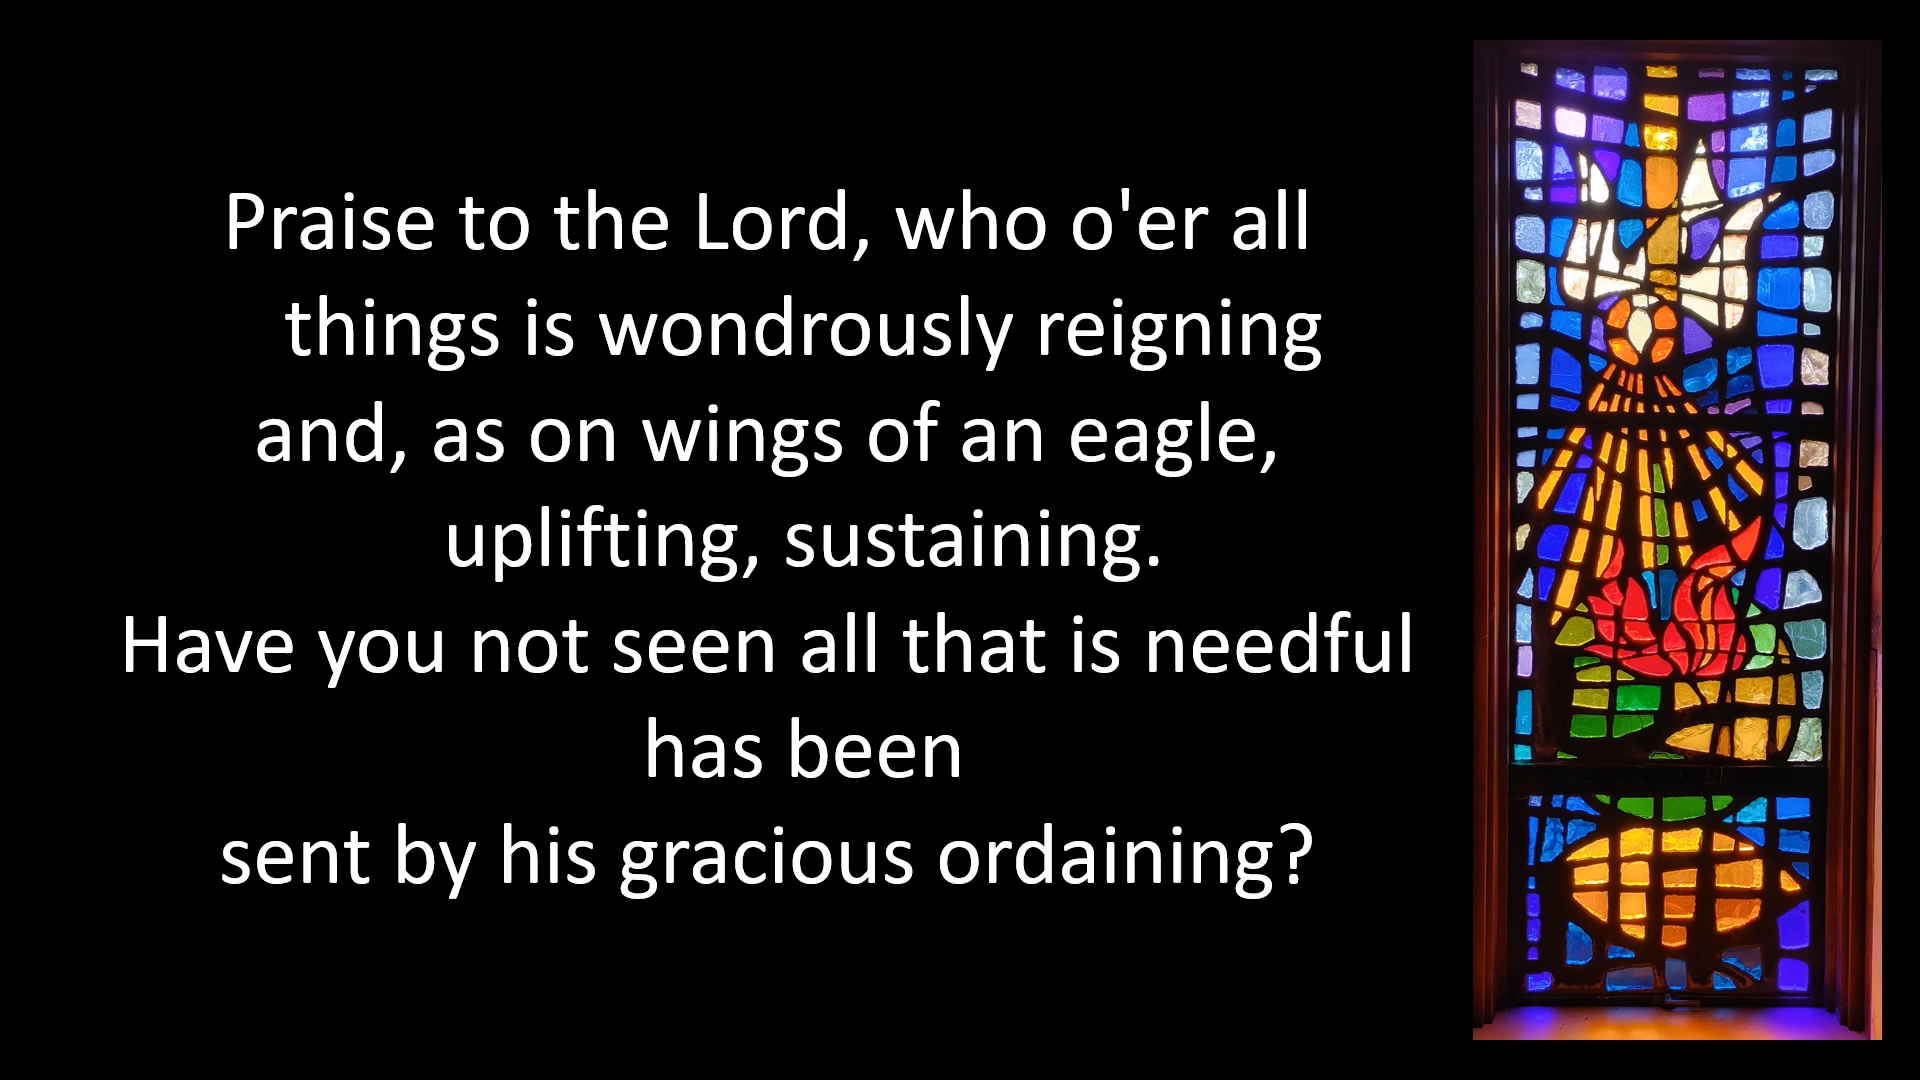 Praise to the Lord, who o'er all
things is wondrously reigning
and, as on wings of an eagle,
uplifting, sustaining.
Have you not seen all that is needful
has been
sent by his gracious ordaining?